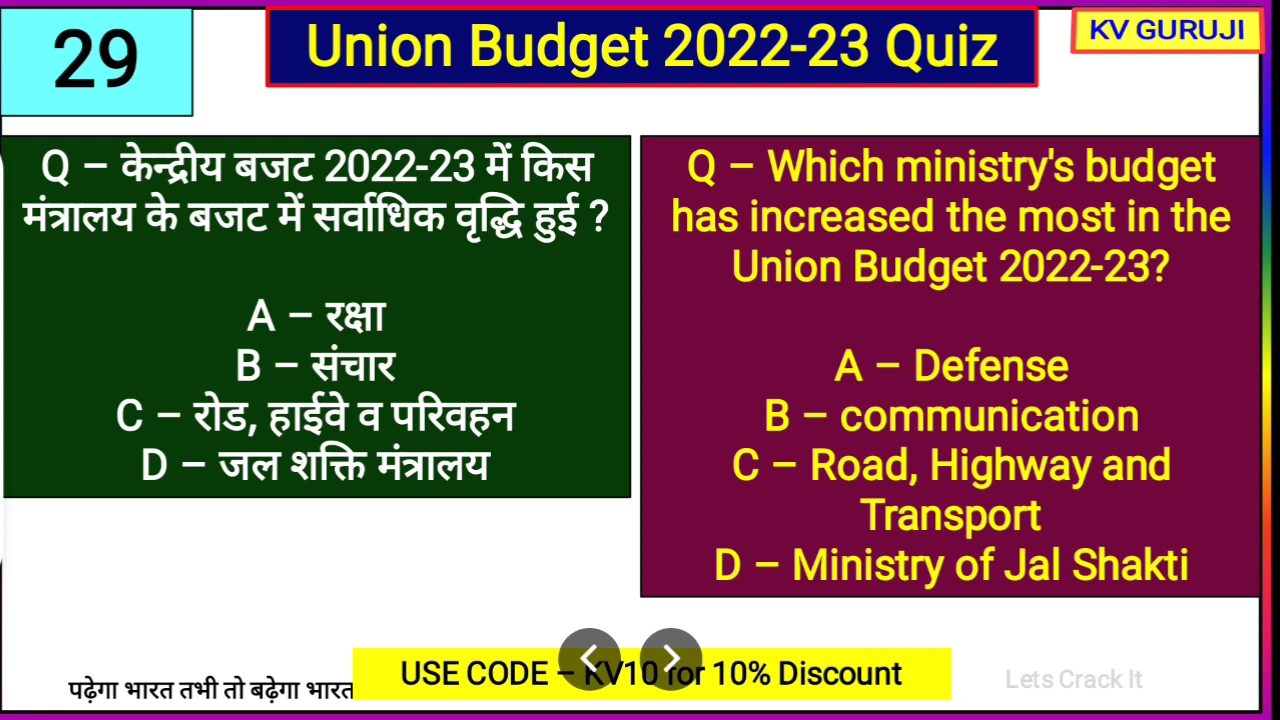 29
Union Budget 2022-23 Quiz
KV GURUJI
Q – केन्द्रीय बजट 2022-23 में किस
मंत्रालय के बजट में सर्वाधिक वृद्धि हुई ?
A – रक्षा
B – संचार
C – रोड, हाईवे व परिवहन
D – जल शक्ति मंत्रालय
Q – Which ministry's budget
has increased the most in the
Union Budget 2022-23?
A – Defense
B – communication
C – Road, Highway and
Transport
D – Ministry of Jal Shakti
पढ़ेगा भारत तभी तो बढ़ेगा भारत
USE CODE – KV10 for 10% Discount
Lets Crack It